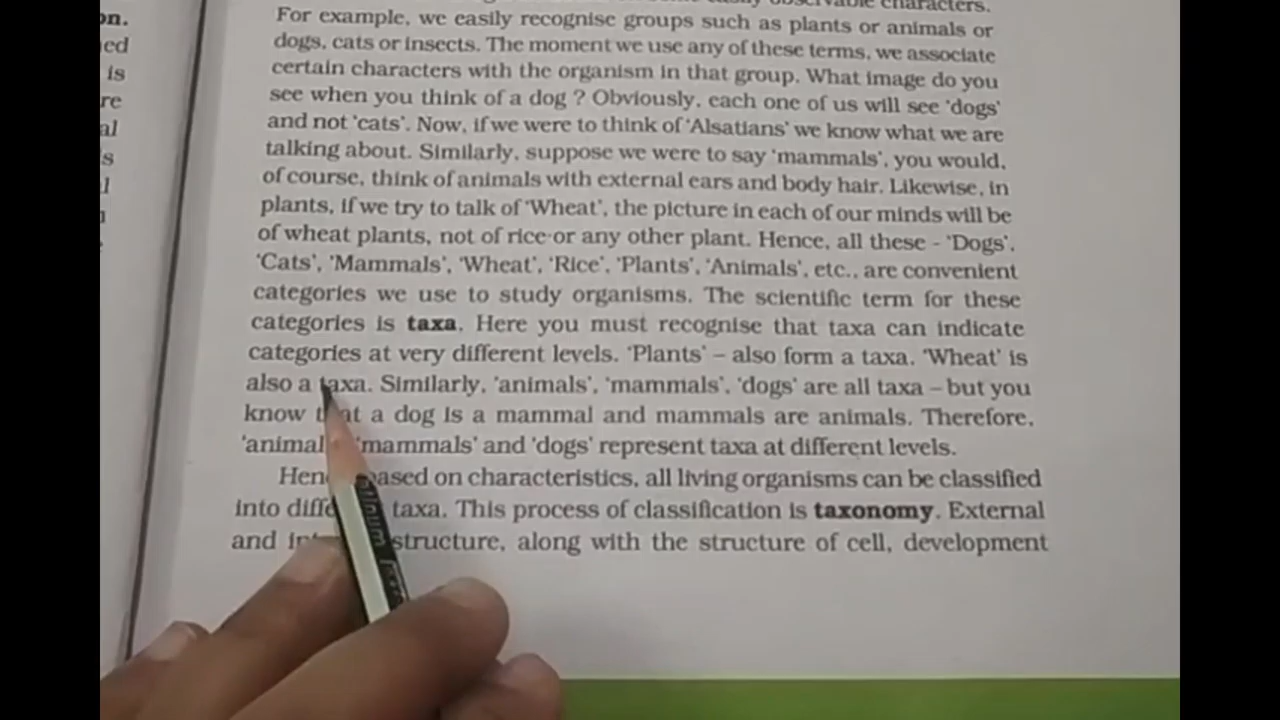 on.
ed
is
re
al
s
l
characters.
For example, we easily recognise groups such as plants or animals or
dogs, cats or insects. The moment we use any of these terms, we associate
certain characters with the organism in that group. What image do you
see when you think of a dog ? Obviously, each one of us will see 'dogs'
and not 'cats'. Now, if we were to think of 'Alsatians' we know what we are
talking about. Similarly, suppose we were to say 'mammals', you would,
of course, think of animals with external ears and body hair. Likewise, in
plants, if we try to talk of 'Wheat', the picture in each of our minds will be
of wheat plants, not of rice or any other plant. Hence, all these - 'Dogs',
'Cats', 'Mammals', 'Wheat', 'Rice', 'Plants', 'Animals', etc., are convenient
categories we use to study organisms. The scientific term for these
categories is taxa. Here you must recognise that taxa can indicate
categories at very different levels. 'Plants' – also form a taxa. 'Wheat' is
also a taxa. Similarly, 'animals', 'mammals', 'dogs' are all taxa – but you
know that a dog is a mammal and mammals are animals. Therefore,
'animal 'mammals' and 'dogs' represent taxa at different levels.
Hen based on characteristics, all living organisms can be classified
into diffe taxa. This process of classification is taxonomy. External
and structure, along with the structure of cell, development